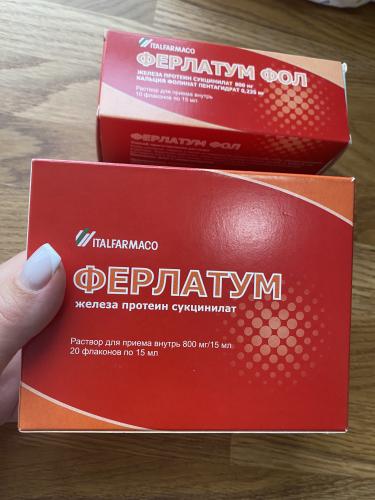 ITALFARMACO
ФЕРЛАТУМ ФОЛ
ЖЕЛЕЗА ПРОТЕИН СУКЦИНИЛАТ 800 мг
КАЛЬЦИЯ ФОЛИНАТ ПЕНТАГИДРАТ 0,235 мг
Раствор для приема внутрь
10 флаконов по 15 мл
ФЕРЛАТУМ ФОЛ
ITALFARMACO
ФЕРЛАТУМ
железа протеин сукцинилат
Раствор для приема внутрь 800 мг/15 мл
20 флаконов по 15 мл